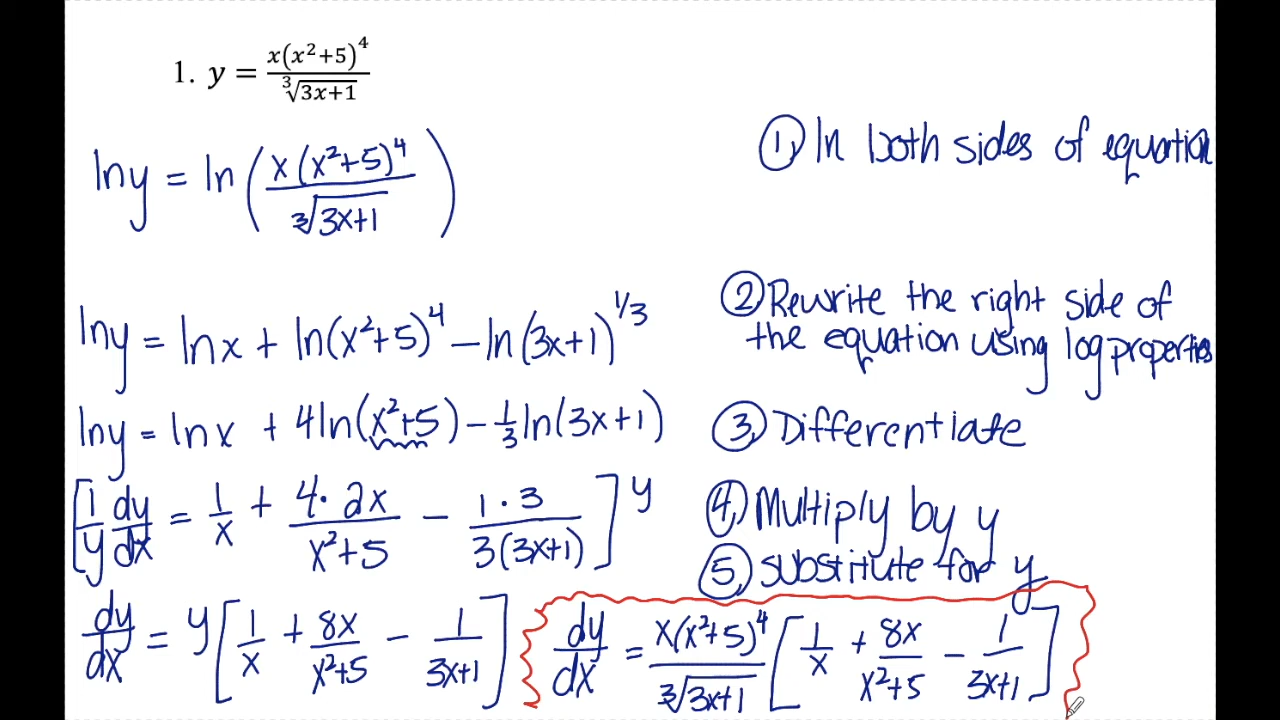 1. y = x(x²+5)⁴ / ∛(3x+1)
ln y = ln ( x(x²+5)⁴ / ∛(3x+1) )
① ln both sides of equation
② Rewrite the right side of
the equation using log properties
ln y = ln x + ln(x²+5)⁴ − ln(3x+1)^1/3
ln y = ln x + 4 ln(x²+5) − 1/3 ln(3x+1)
③ Differentiate
[ 1/y dy/dx = 1/x + 4·2x / x²+5 − 1·3 / 3(3x+1) ] y
④ Multiply by y
⑤ substitute for y
dy/dx = y [ 1/x + 8x / x²+5 − 1 / 3x+1 ]
dy/dx = x(x²+5)⁴ / ∛(3x+1) [ 1/x + 8x / x²+5 − 1 / 3x+1 ]